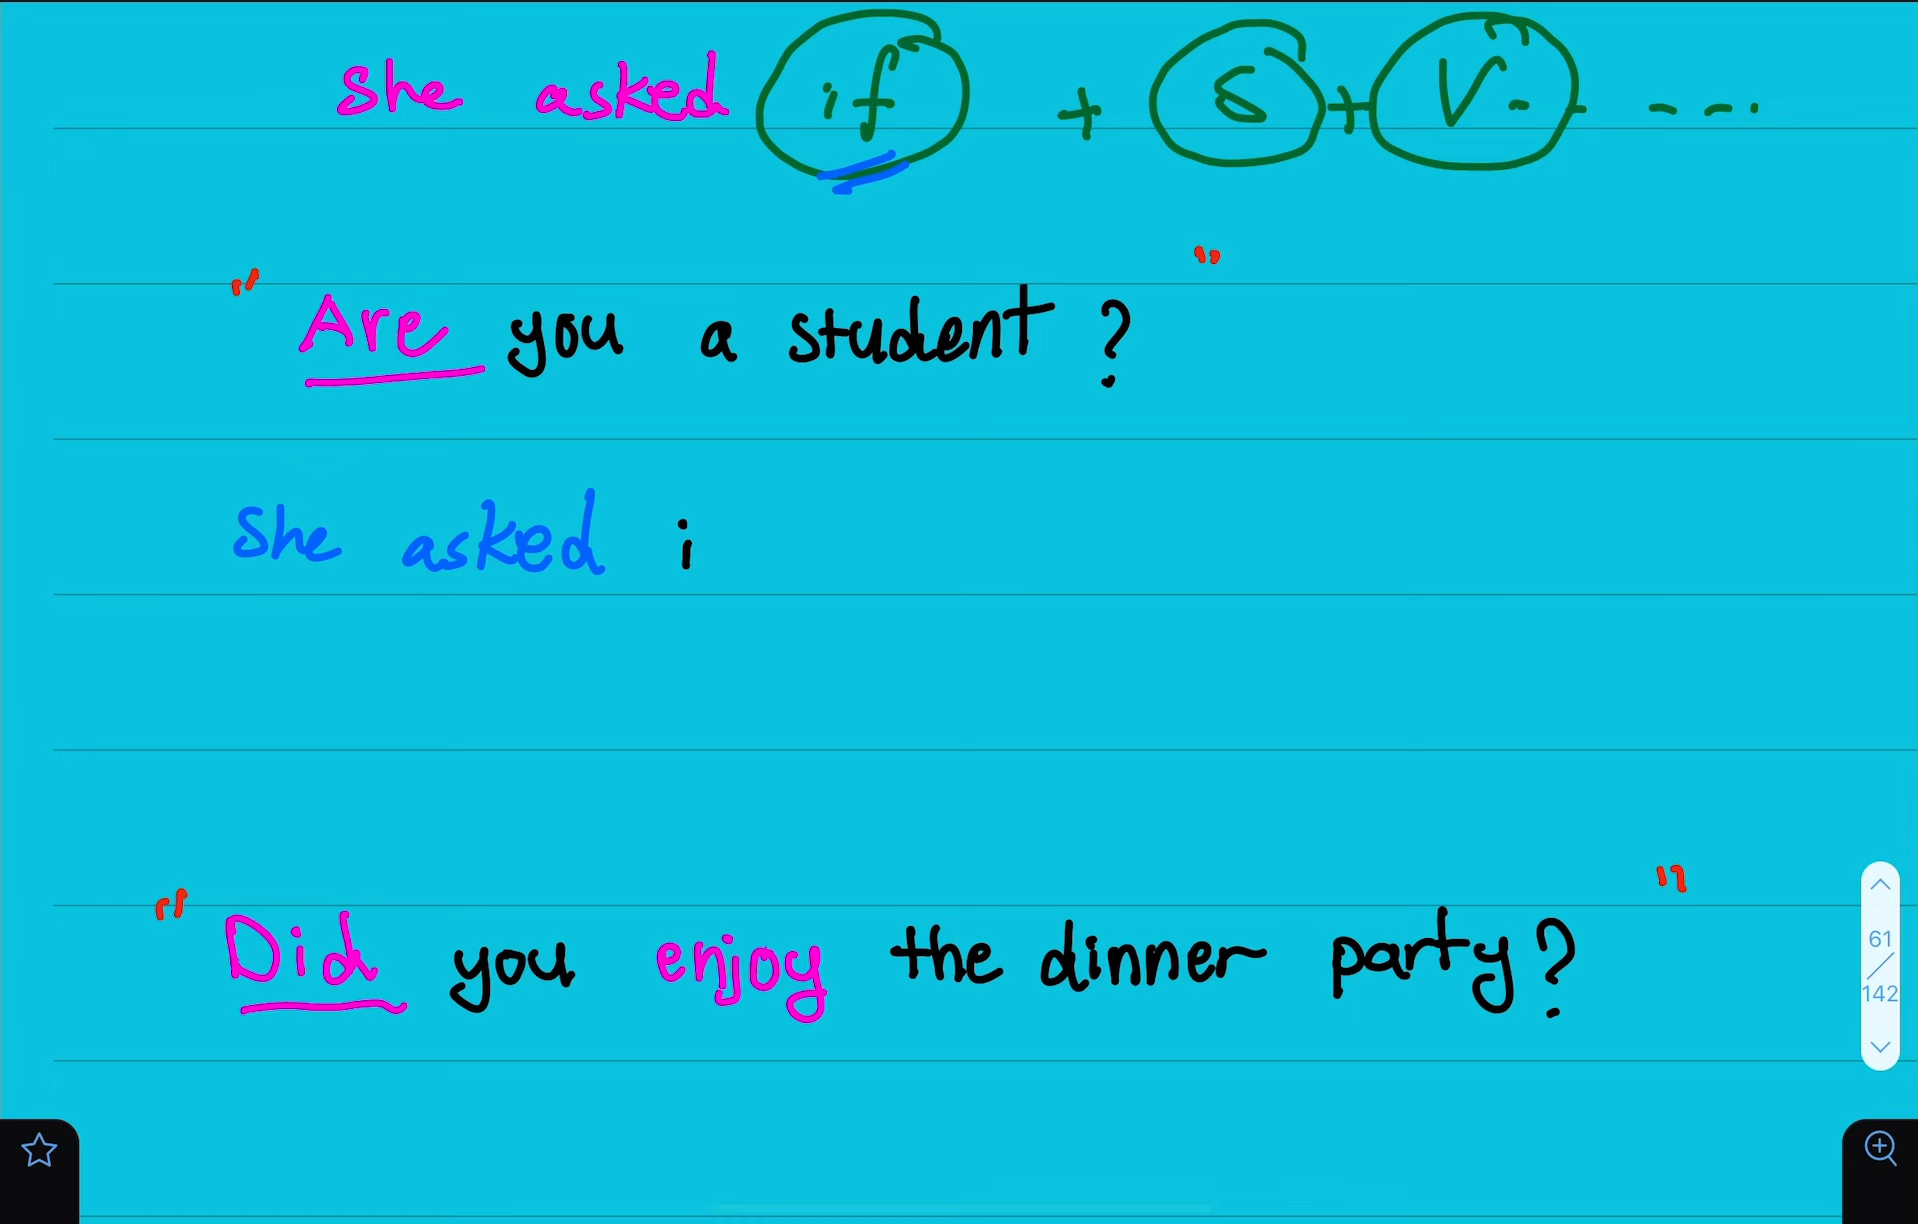 She asked if + S + V. - - - .
" Are you a student ? "
She asked i
" Did you enjoy the dinner party? "
61
142